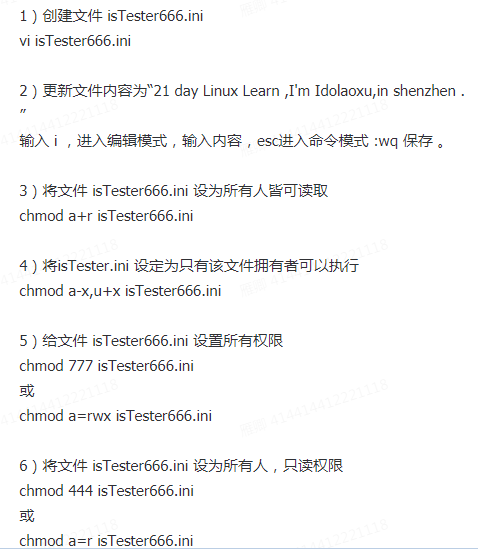 1）创建文件 isTester666.ini
vi isTester666.ini
2）更新文件内容为“21 day Linux Learn ,I'm Idolaoxu,in shenzhen .
”
输入 i ，进入编辑模式，输入内容，esc进入命令模式 :wq 保存 。
3）将文件 isTester666.ini 设为所有人皆可读取
chmod a+r isTester666.ini
4）将isTester.ini 设定为只有该文件拥有者可以执行
chmod a-x,u+x isTester666.ini
5）给文件 isTester666.ini 设置所有权限
chmod 777 isTester666.ini
或
chmod a=rwx isTester666.ini
6）将文件 isTester666.ini 设为所有人，只读权限
chmod 444 isTester666.ini
或
chmod a=r isTester666.ini